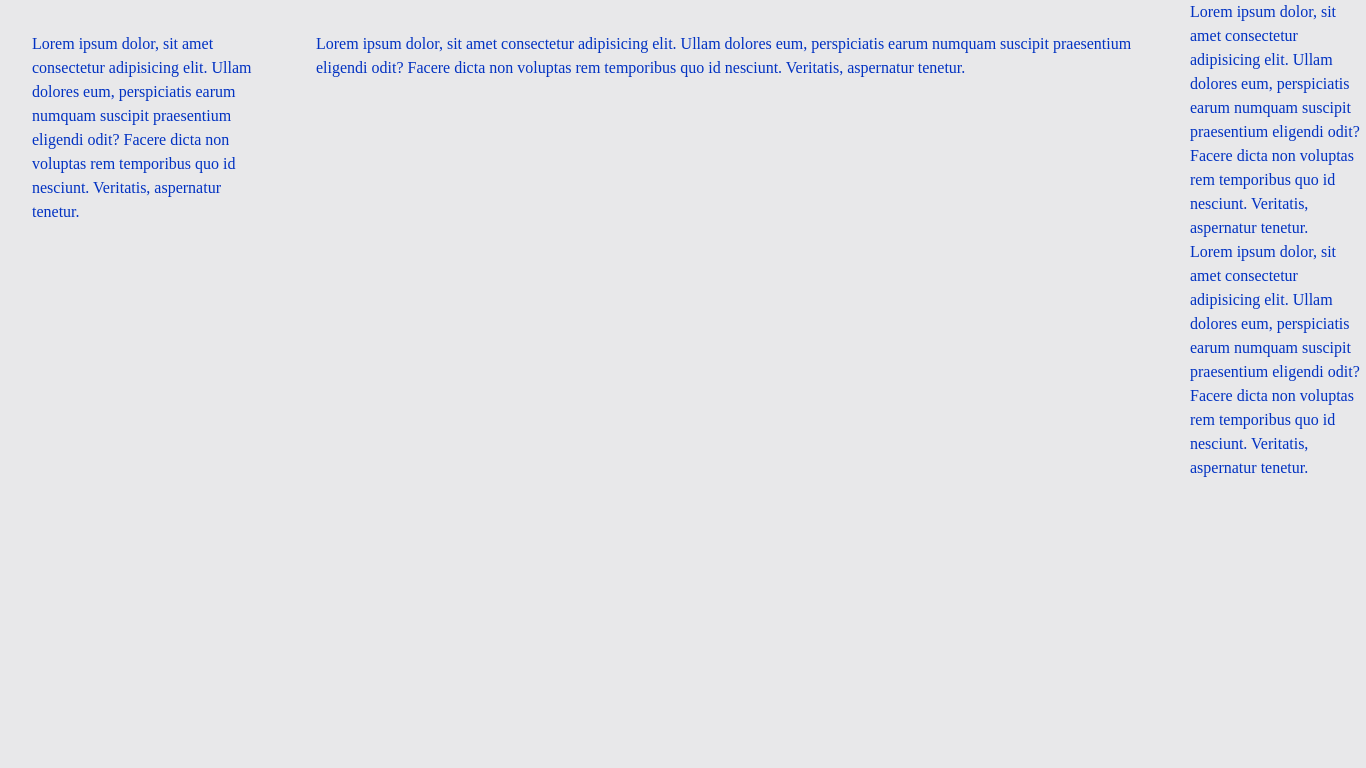 Lorem ipsum dolor, sit amet
consectetur adipisicing elit. Ullam
dolores eum, perspiciatis earum
numquam suscipit praesentium
eligendi odit? Facere dicta non
voluptas rem temporibus quo id
nesciunt. Veritatis, aspernatur
tenetur.
Lorem ipsum dolor, sit amet consectetur adipisicing elit. Ullam dolores eum, perspiciatis earum numquam suscipit praesentium
eligendi odit? Facere dicta non voluptas rem temporibus quo id nesciunt. Veritatis, aspernatur tenetur.
Lorem ipsum dolor, sit
amet consectetur
adipisicing elit. Ullam
dolores eum, perspiciatis
earum numquam suscipit
praesentium eligendi odit?
Facere dicta non voluptas
rem temporibus quo id
nesciunt. Veritatis,
aspernatur tenetur.
Lorem ipsum dolor, sit
amet consectetur
adipisicing elit. Ullam
dolores eum, perspiciatis
earum numquam suscipit
praesentium eligendi odit?
Facere dicta non voluptas
rem temporibus quo id
nesciunt. Veritatis,
aspernatur tenetur.